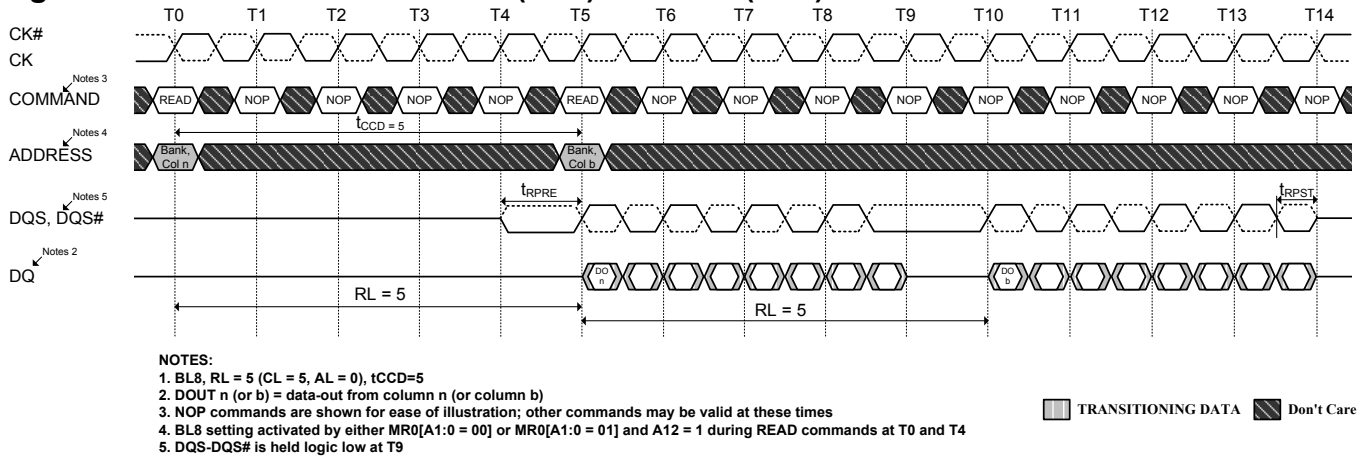 T0 T1 T2 T3 T4 T5 T6 T7 T8 T9 T10 T11 T12 T13 T14
CK#
CK
Notes 3
COMMAND READ NOP NOP NOP NOP READ NOP NOP NOP NOP NOP NOP NOP NOP NOP
tCCD = 5
Notes 4
ADDRESS
Bank, Col n
Bank, Col b
tRPRE
tRPST
Notes 5
DQS, DQS#
Notes 2
DQ
DO n
DO b
RL = 5
RL = 5
NOTES:
1. BL8, RL = 5 (CL = 5, AL = 0), tCCD=5
2. DOUT n (or b) = data-out from column n (or column b)
3. NOP commands are shown for ease of illustration; other commands may be valid at these times
4. BL8 setting activated by either MR0[A1:0 = 00] or MR0[A1:0 = 01] and A12 = 1 during READ commands at T0 and T4
5. DQS-DQS# is held logic low at T9
TRANSITIONING DATA
Don't Care